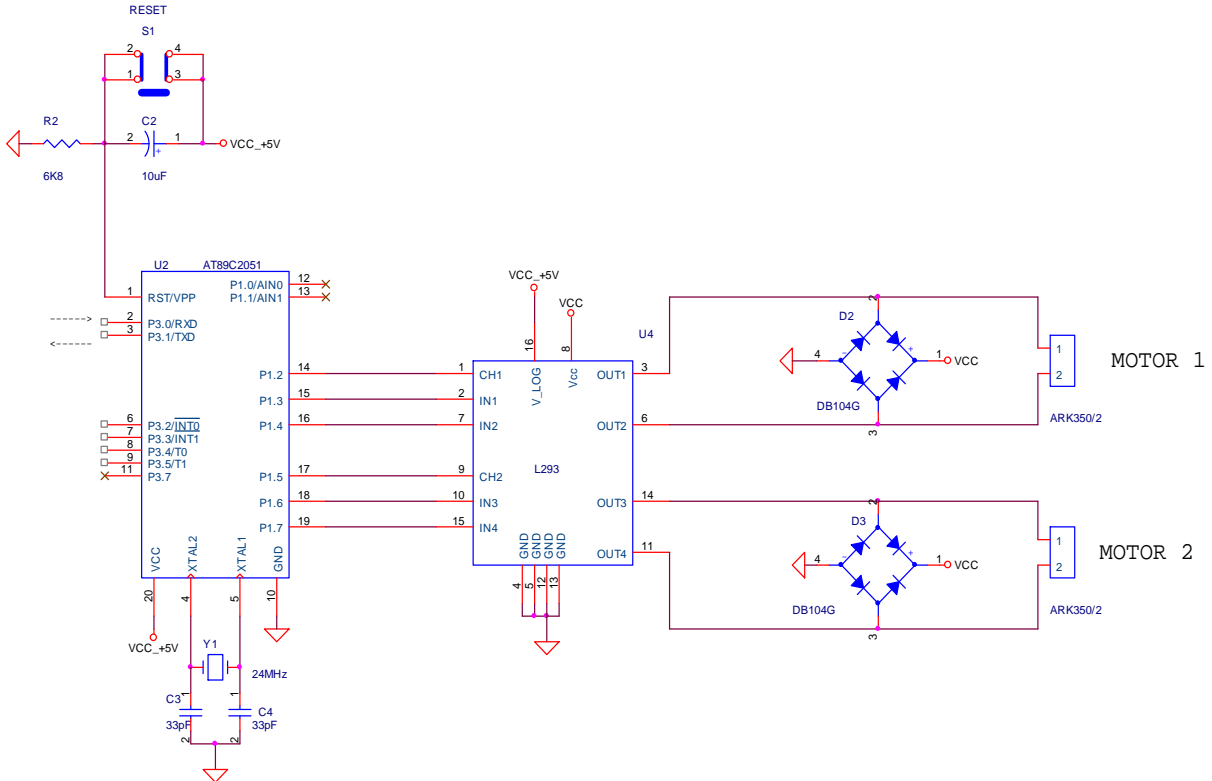 RESET
S1
2 4
1 3
R2 C2
2 1 VCC_+5V
6K8 10uF
U2 AT89C2051
1 RST/VPP P1.0/AIN0 12
P1.1/AIN1 13
2 P3.0/RXD
3 P3.1/TXD
P1.2 14
P1.3 15
P1.4 16
6 P3.2/INT0
7 P3.3/INT1
8 P3.4/T0
9 P3.5/T1
11 P3.7
P1.5 17
P1.6 18
P1.7 19
VCC XTAL2 XTAL1 GND
20 4 5 10
VCC_+5V
Y1
24MHz
C3 1 1 C4
33pF 33pF
2 2
VCC_+5V
VCC
16 8
U4
V_LOG Vcc
1 CH1 OUT1 3
2 IN1
7 IN2 OUT2 6
L293
9 CH2
10 IN3 OUT3 14
15 IN4
OUT4 11
GND GND GND GND
4 5 12 13
2
D2
4 - + 1 VCC
DB104G
3
1
2
MOTOR 1
ARK350/2
2
D3
4 - + 1 VCC
DB104G
3
1
2
MOTOR 2
ARK350/2